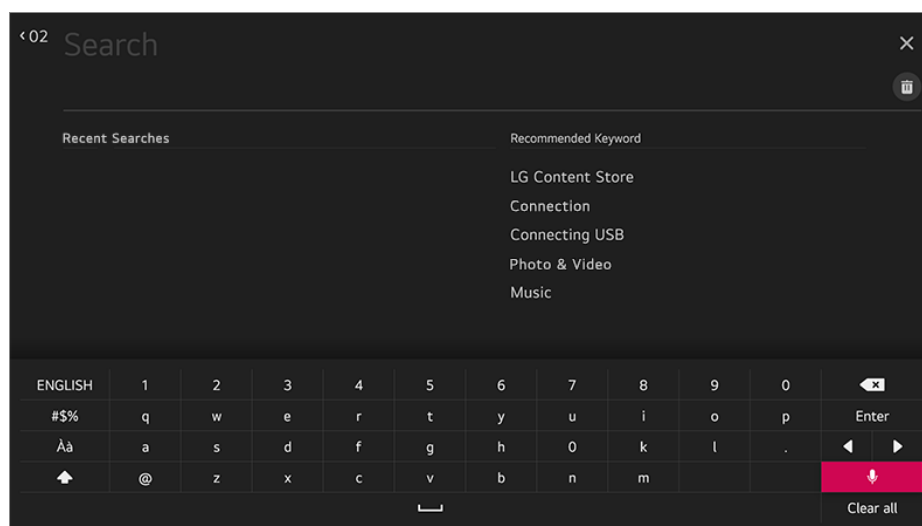 02
Search
Recent Searches
Recommended Keyword
LG Content Store
Connection
Connecting USB
Photo & Video
Music
ENGLISH 1 2 3 4 5 6 7 8 9 0
#$% q w e r t y u i o p Enter
Àà a s d f g h 0 k l .
@ z x c v b n m
Clear all